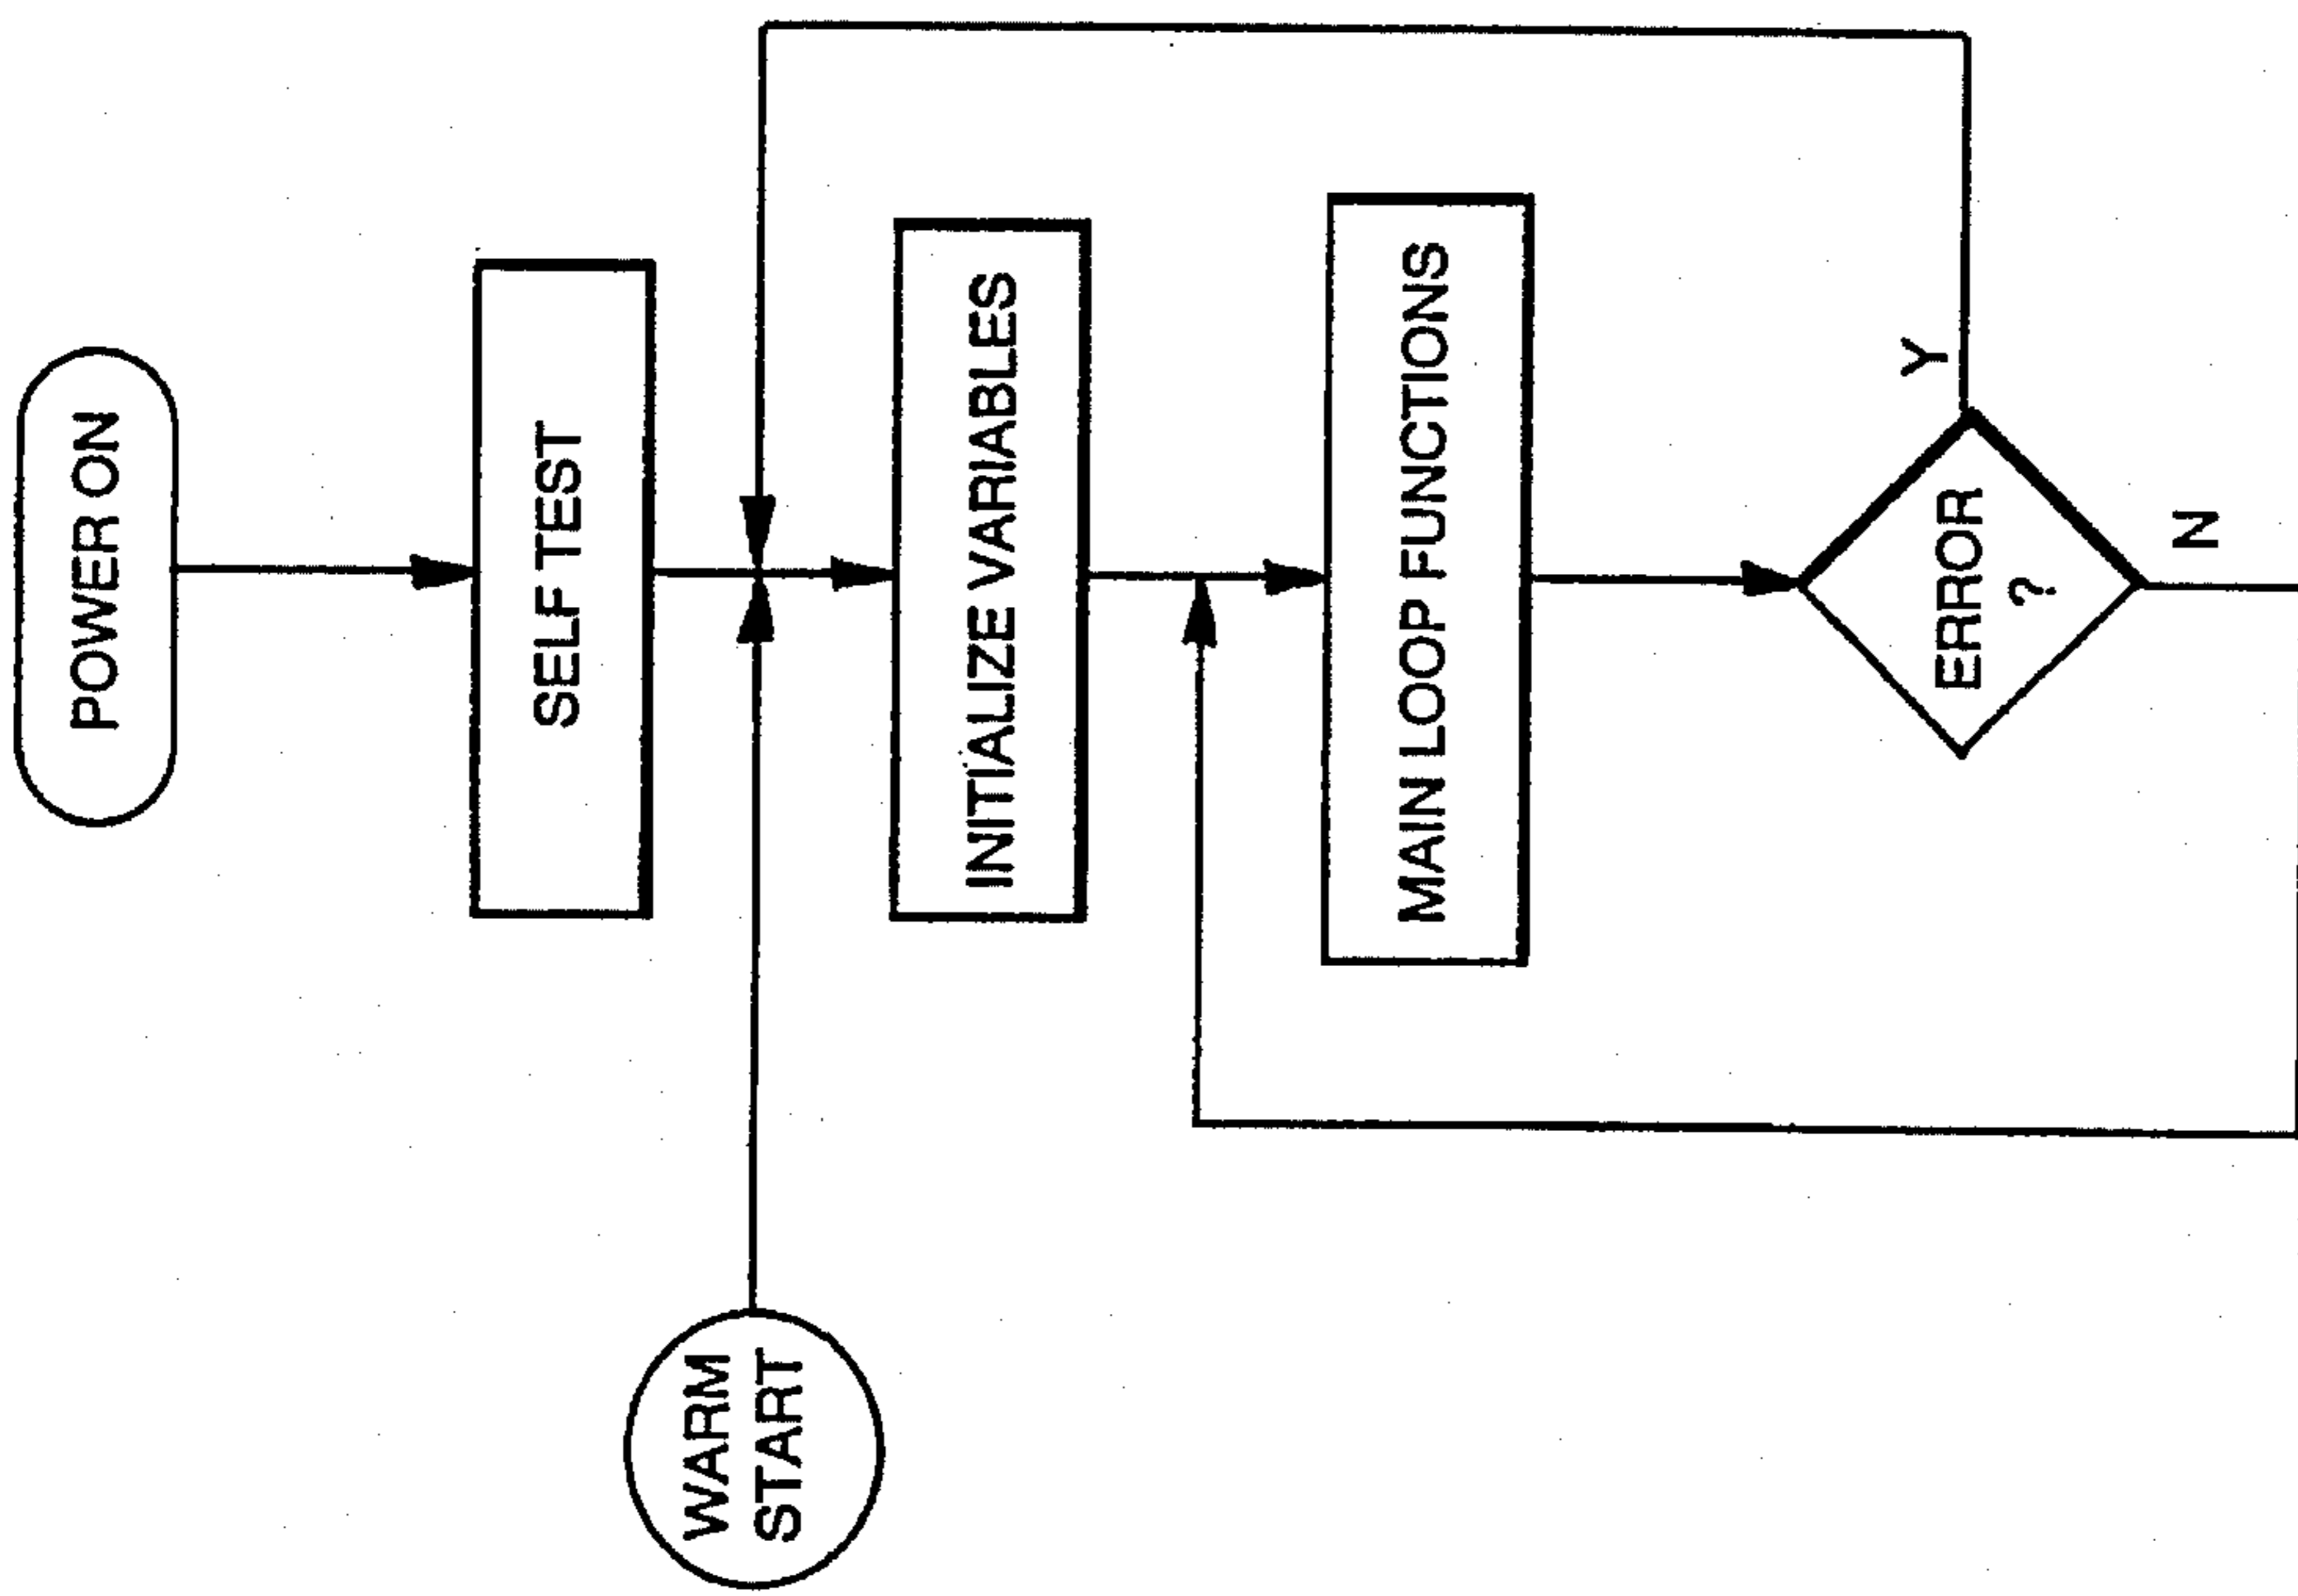 POWER ON
SELF TEST
WARM
START
INITIALIZE VARIABLES
MAIN LOOP FUNCTIONS
ERROR
?
Y
N